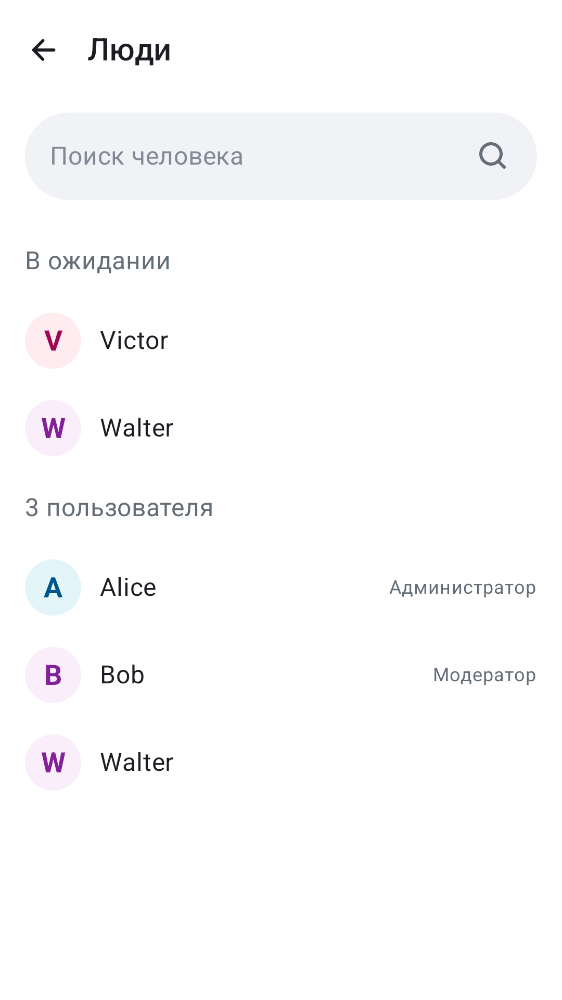 Люди
Поиск человека
В ожидании
V Victor
W Walter
3 пользователя
A Alice Администратор
B Bob Модератор
W Walter